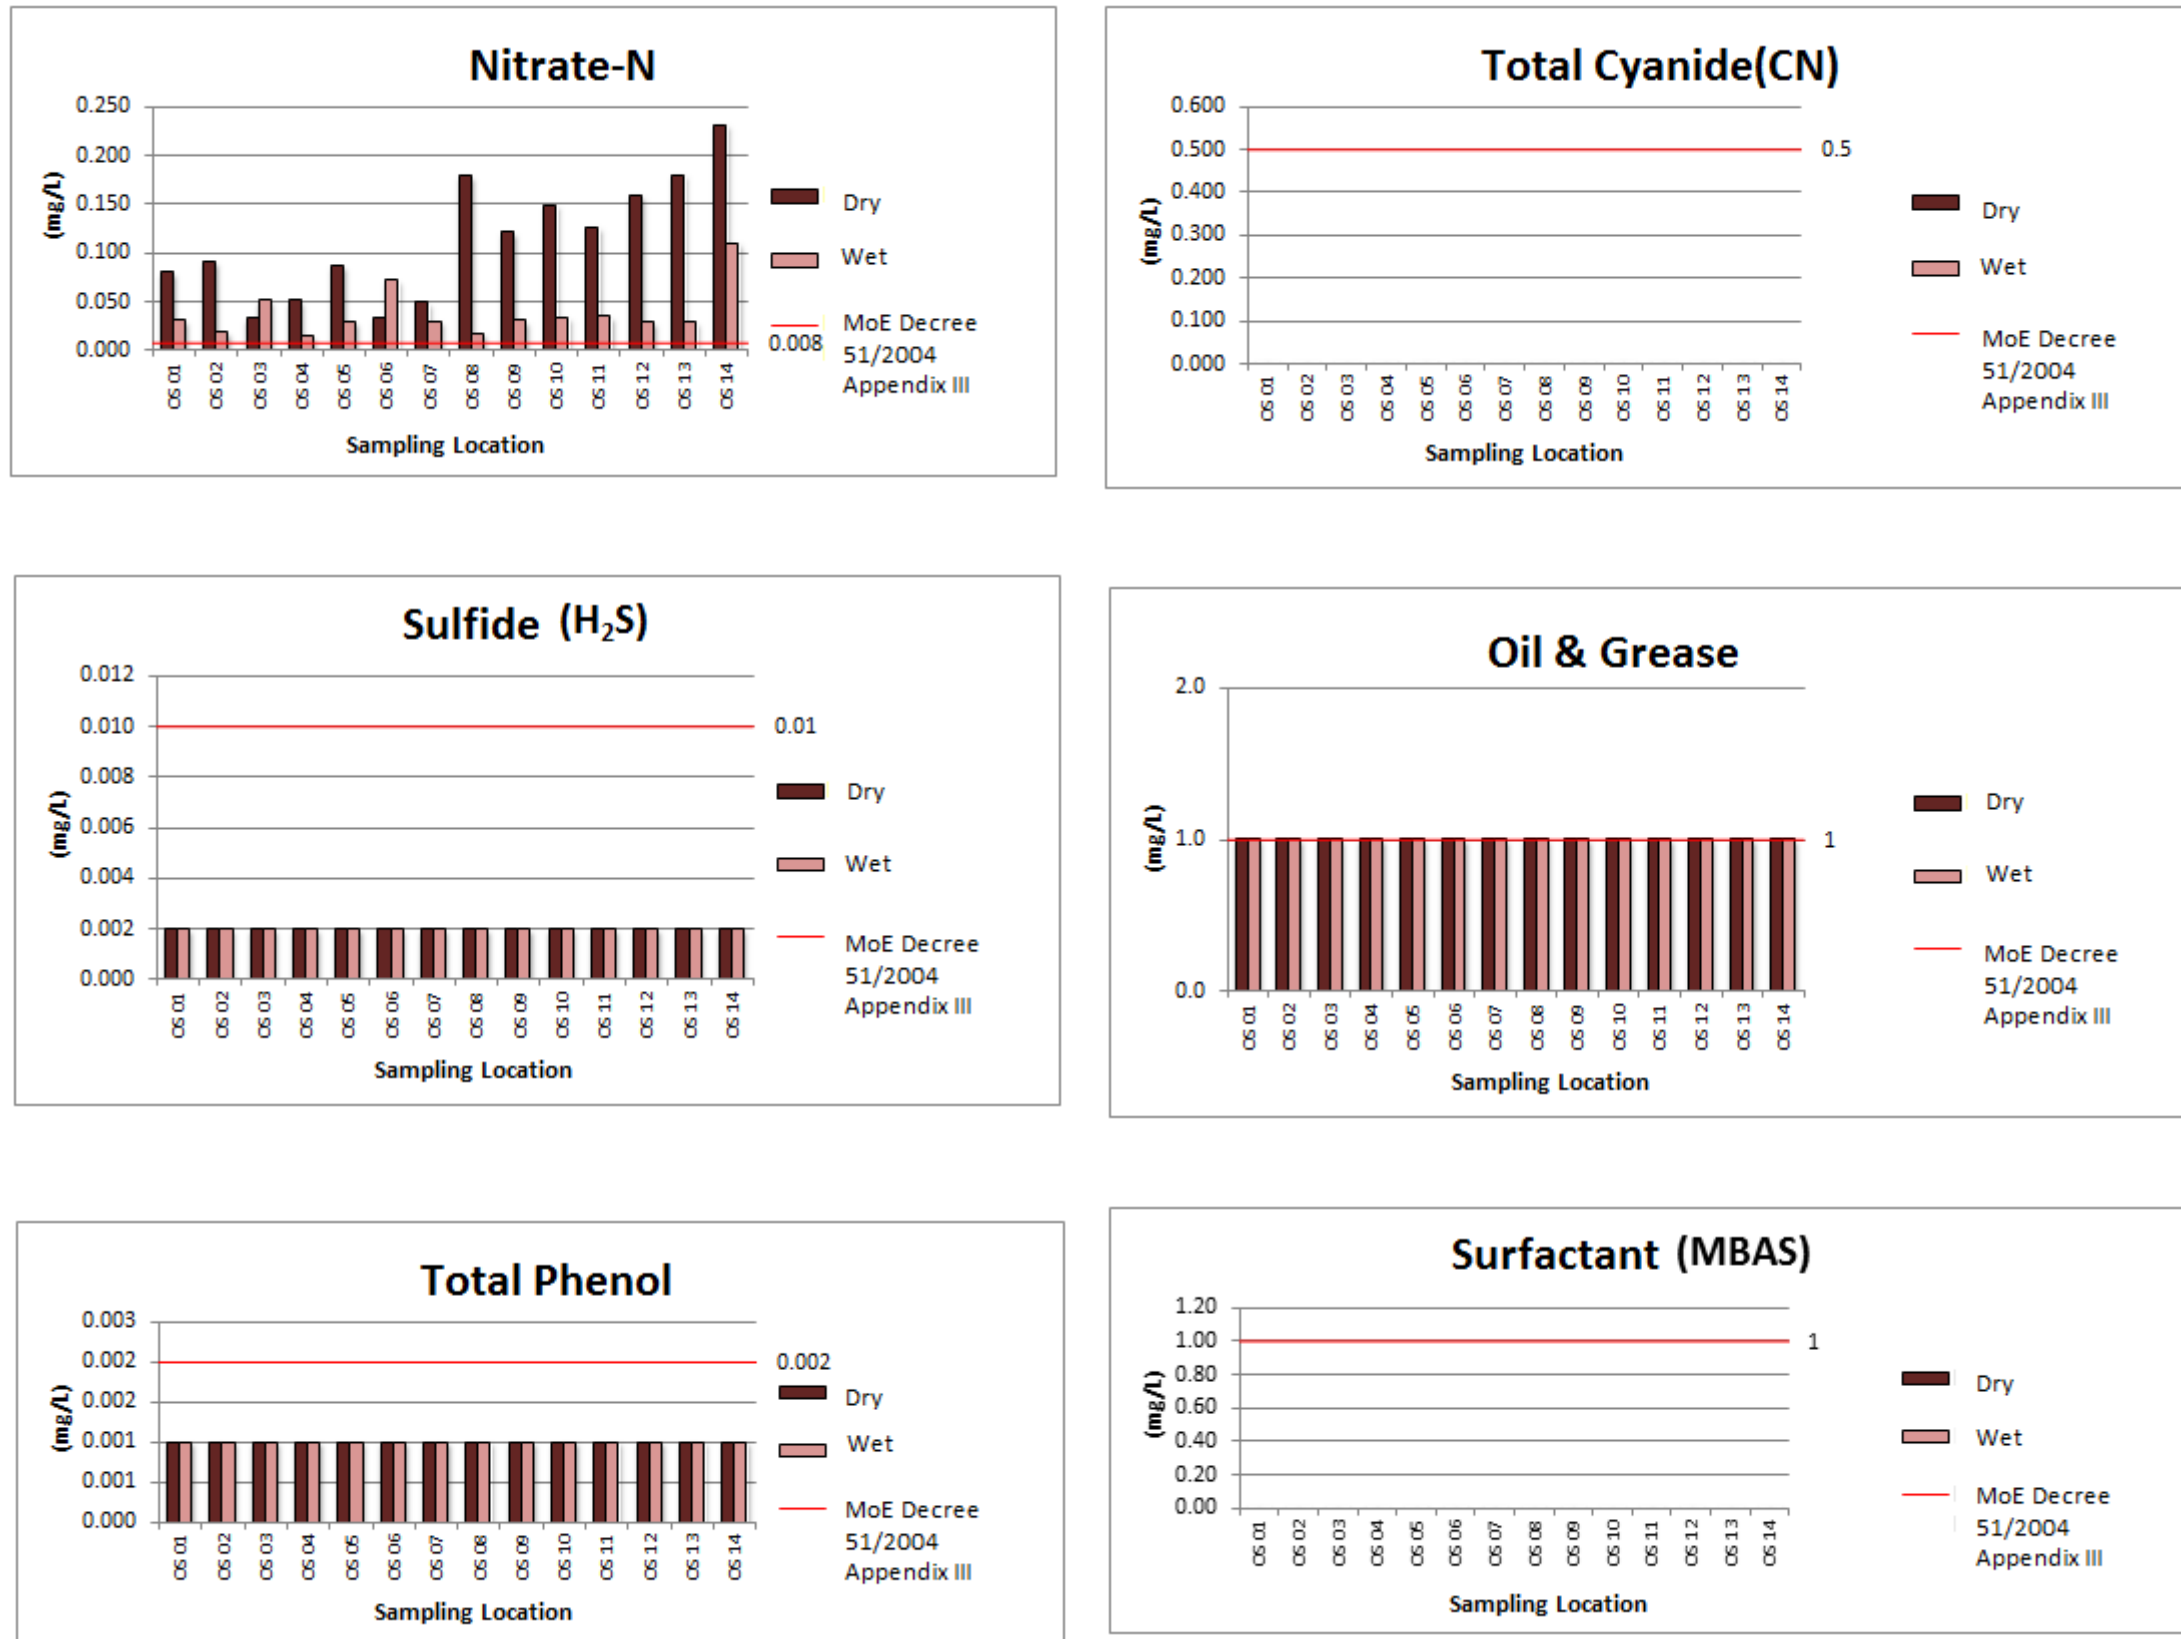 Nitrate-N
0.250
0.200
0.150
0.100
0.050
0.000
(mg/L)
OS 01
OS 02
OS 03
OS 04
OS 05
OS 06
OS 07
OS 08
OS 09
OS 10
OS 11
OS 12
OS 13
OS 14
Sampling Location
0.008
Dry
Wet
MoE Decree
51/2004
Appendix III
Total Cyanide(CN)
0.600
0.500
0.400
0.300
0.200
0.100
0.000
(mg/L)
OS 01
OS 02
OS 03
OS 04
OS 05
OS 06
OS 07
OS 08
OS 09
OS 10
OS 11
OS 12
OS 13
OS 14
Sampling Location
0.5
Dry
Wet
MoE Decree
51/2004
Appendix III
Sulfide (H₂S)
0.012
0.010
0.008
0.006
0.004
0.002
0.000
(mg/L)
OS 01
OS 02
OS 03
OS 04
OS 05
OS 06
OS 07
OS 08
OS 09
OS 10
OS 11
OS 12
OS 13
OS 14
Sampling Location
0.01
Dry
Wet
MoE Decree
51/2004
Appendix III
Oil & Grease
2.0
1.0
0.0
(mg/L)
OS 01
OS 02
OS 03
OS 04
OS 05
OS 06
OS 07
OS 08
OS 09
OS 10
OS 11
OS 12
OS 13
OS 14
Sampling Location
1
Dry
Wet
MoE Decree
51/2004
Appendix III
Total Phenol
0.003
0.002
0.002
0.001
0.001
0.000
(mg/L)
OS 01
OS 02
OS 03
OS 04
OS 05
OS 06
OS 07
OS 08
OS 09
OS 10
OS 11
OS 12
OS 13
OS 14
Sampling Location
0.002
Dry
Wet
MoE Decree
51/2004
Appendix III
Surfactant (MBAS)
1.20
1.00
0.80
0.60
0.40
0.20
0.00
(mg/L)
OS 01
OS 02
OS 03
OS 04
OS 05
OS 06
OS 07
OS 08
OS 09
OS 10
OS 11
OS 12
OS 13
OS 14
Sampling Location
1
Dry
Wet
MoE Decree
51/2004
Appendix III